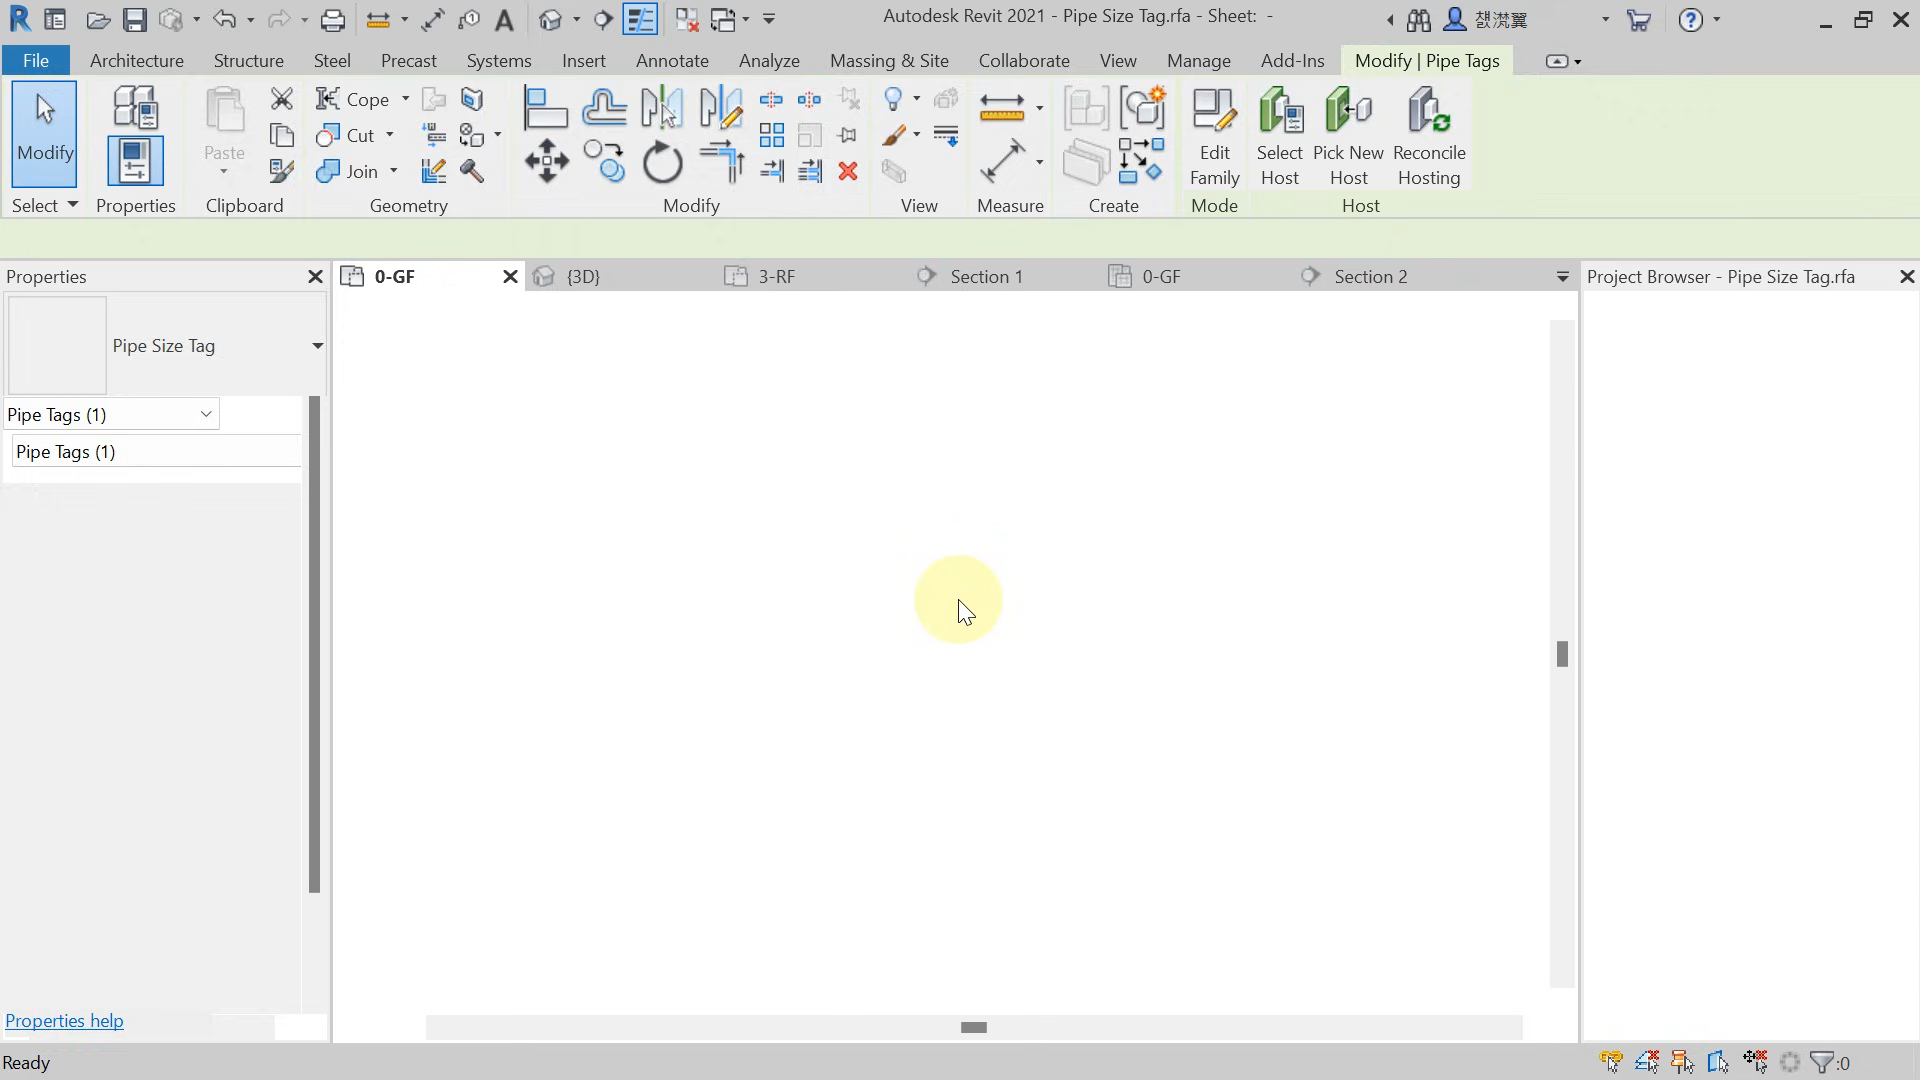 Autodesk Revit 2021 - Pipe Size Tag.rfa - Sheet: -
File Architecture Structure Steel Precast Systems Insert Annotate Analyze Massing & Site Collaborate View Manage Add-Ins Modify | Pipe Tags
Modify
Paste
Cope
Cut
Join
Edit Family
Select Host
Pick New Host
Reconcile Hosting
Select Properties Clipboard Geometry Modify View Measure Create Mode Host
Properties
0-GF {3D} 3-RF Section 1 0-GF Section 2
Project Browser - Pipe Size Tag.rfa
Pipe Size Tag
Pipe Tags (1)
Pipe Tags (1)
Properties help
Ready
:0